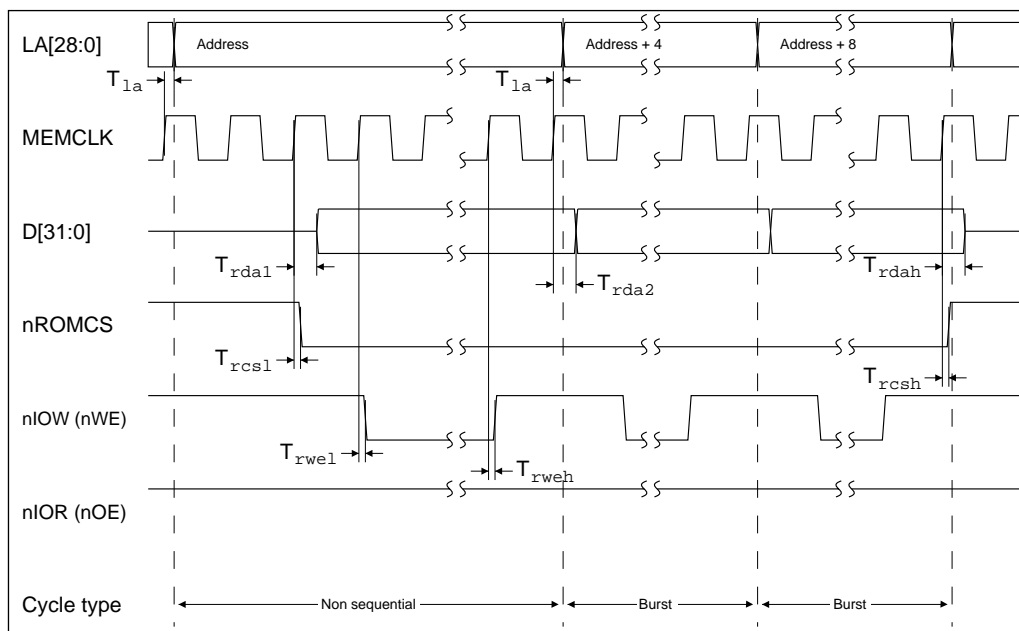 LA[28:0]
Address
Address + 4
Address + 8
Tla
Tla
MEMCLK
D[31:0]
Trda1
Trda2
Trdah
nROMCS
Trcsl
Trcsh
nIOW (nWE)
Trwel
Trweh
nIOR (nOE)
Cycle type
Non sequential
Burst
Burst